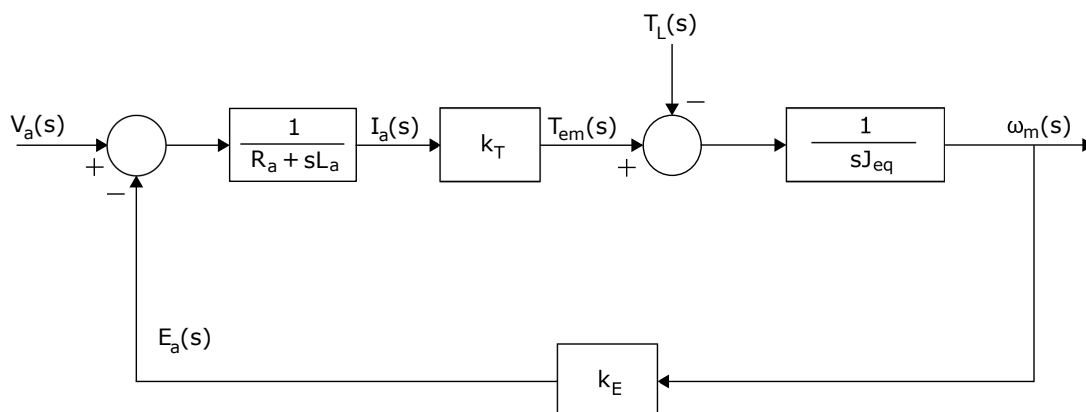 T_L(s)
−
V_a(s)
+
−
1
R_a + sL_a
I_a(s)
k_T
T_em(s)
+
1
sJ_eq
ω_m(s)
E_a(s)
k_E